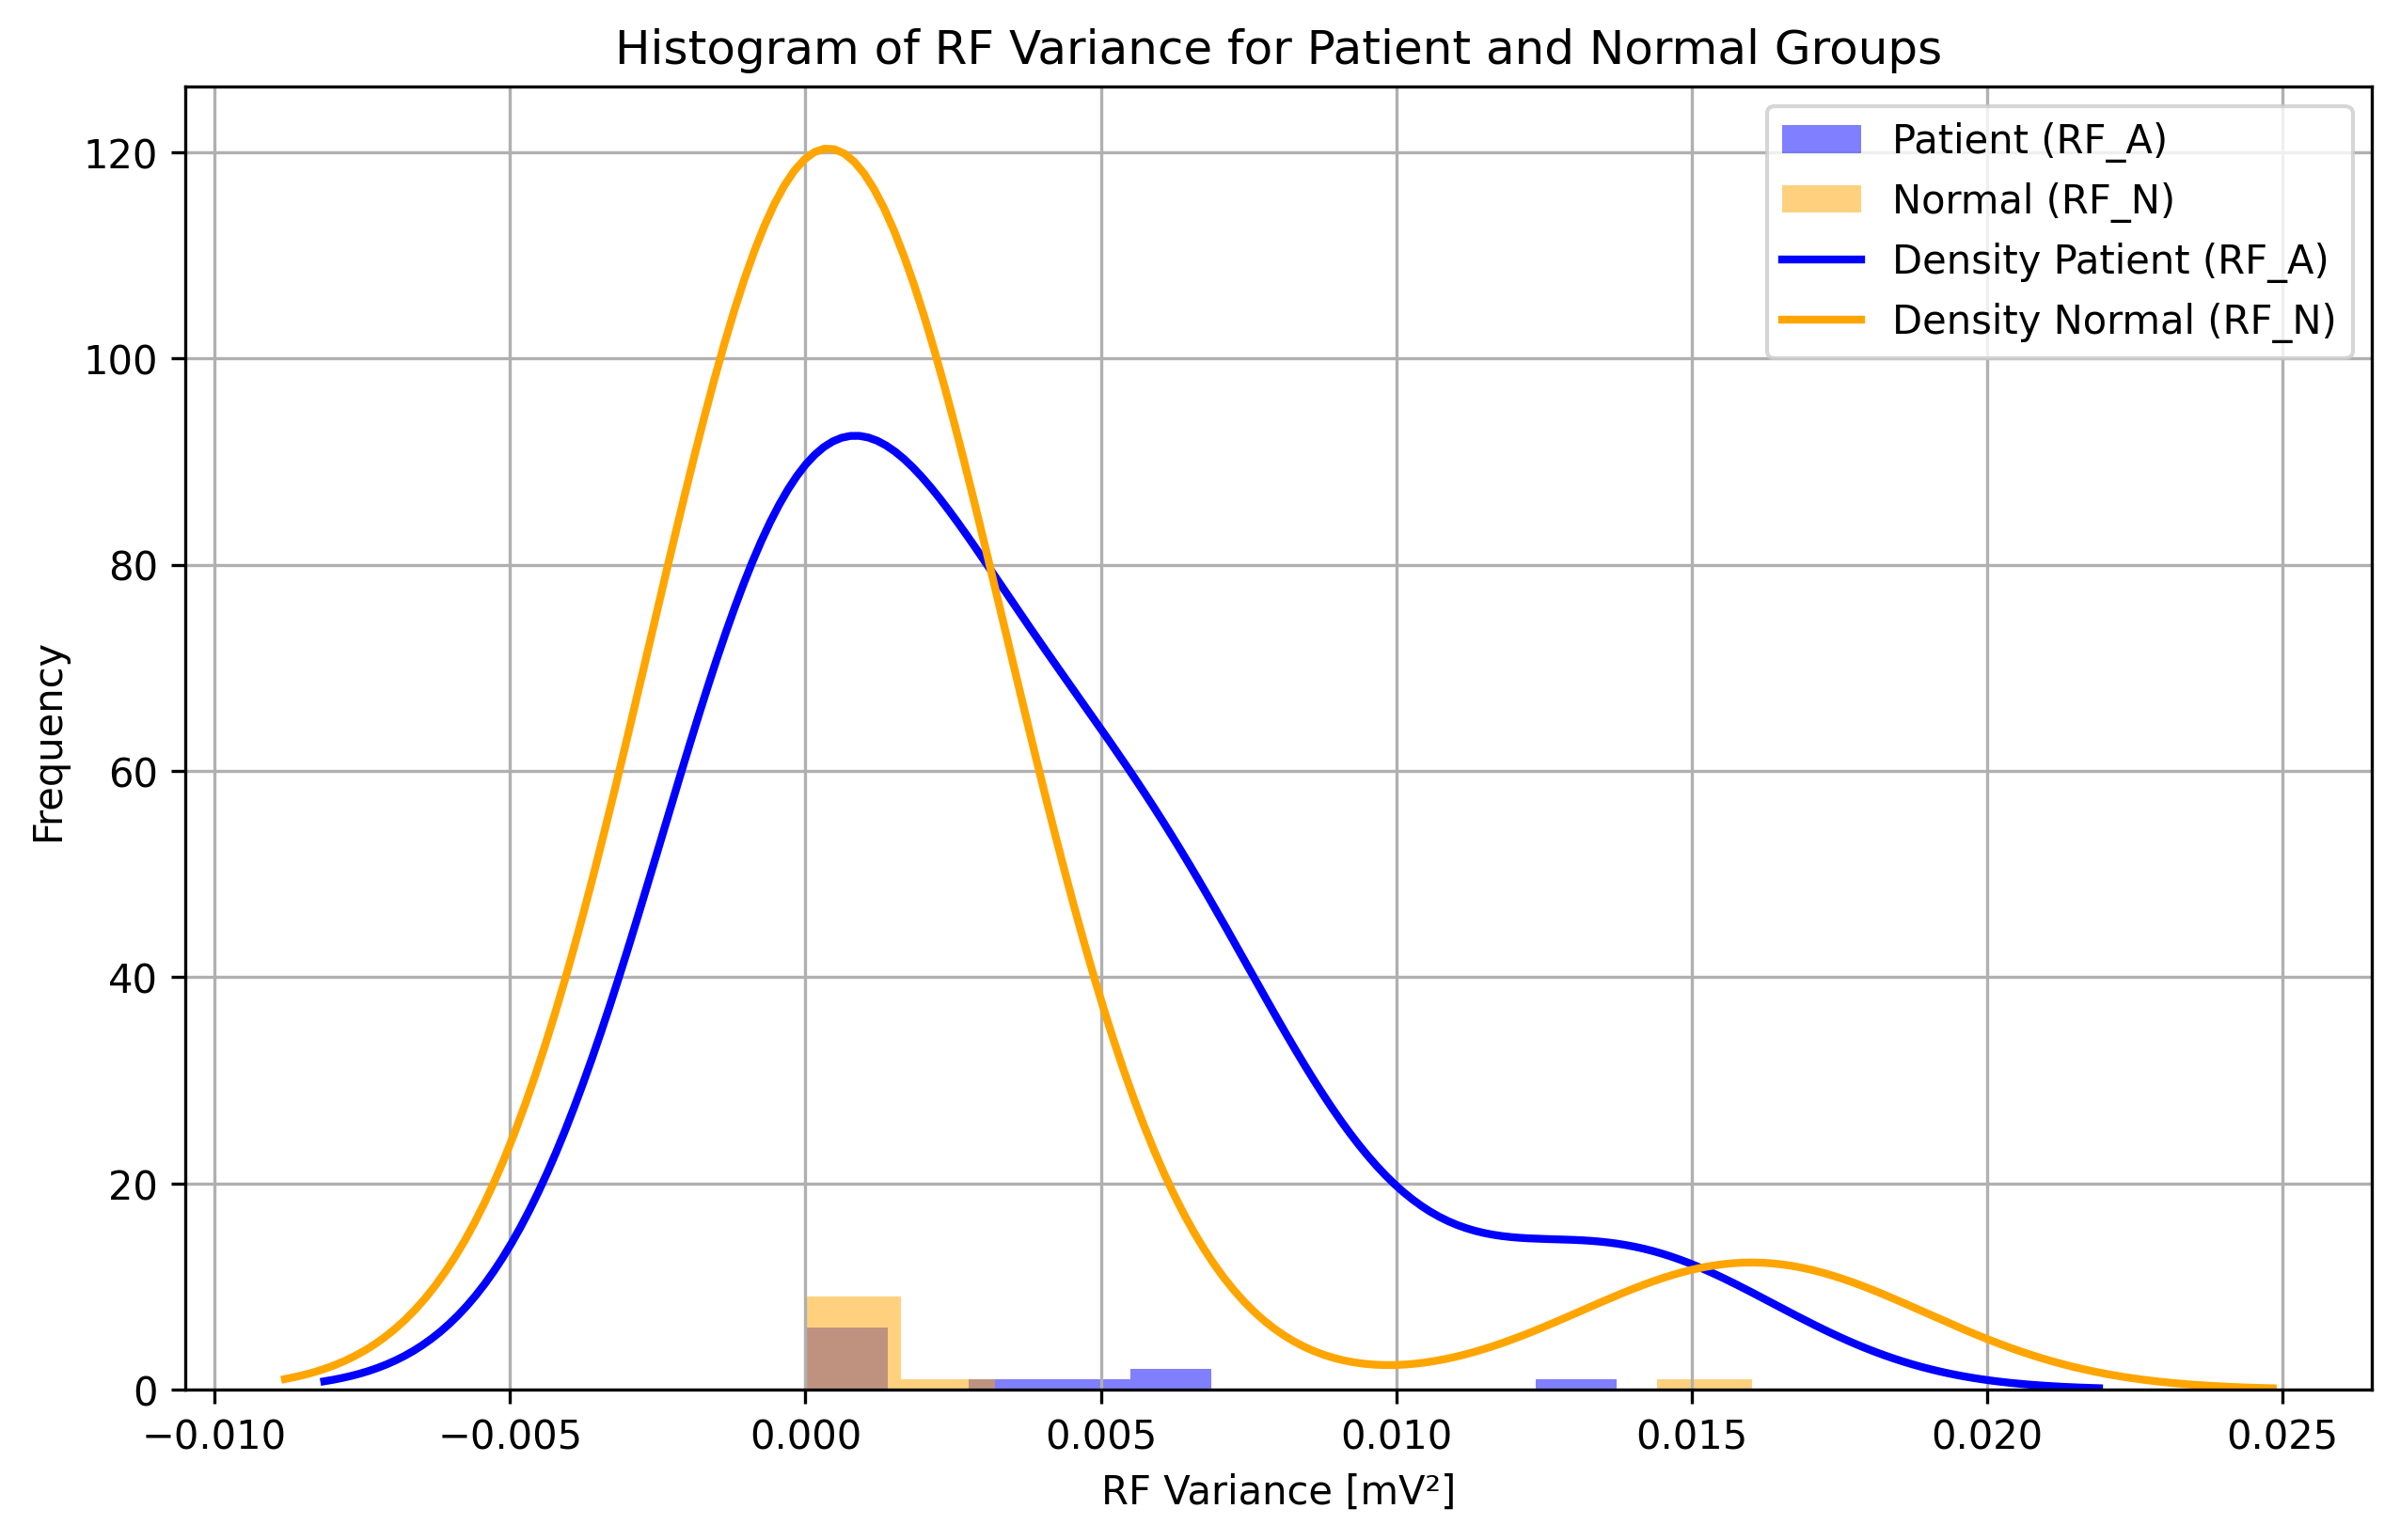 Histogram of RF Variance for Patient and Normal Groups
Patient (RF_A)
Normal (RF_N)
Density Patient (RF_A)
Density Normal (RF_N)
Frequency
120
100
80
60
40
20
0
−0.010 −0.005 0.000 0.005 0.010 0.015 0.020 0.025
RF Variance [mV²]